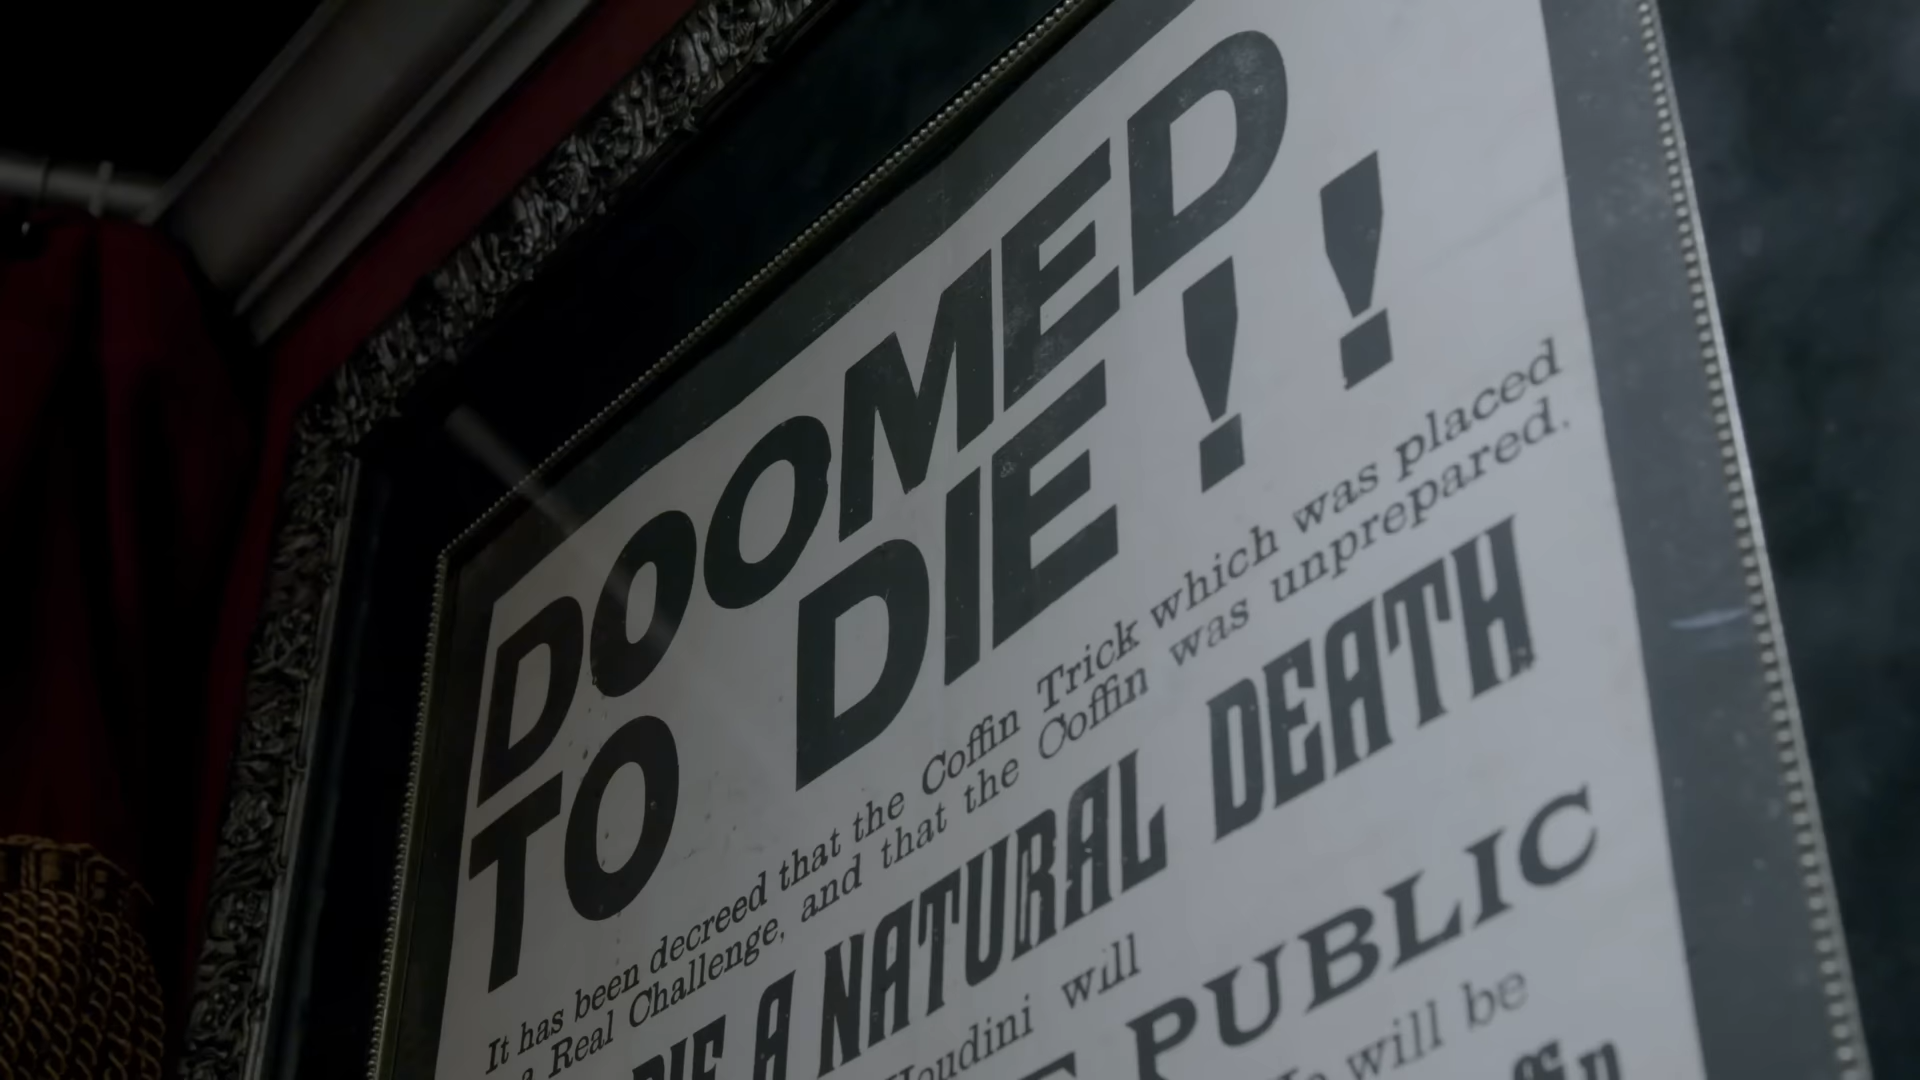 DOOMED
TO DIE!!
It has been decreed that the Coffin Trick which was placed
a Real Challenge, and that the Coffin was unprepared.
DIE A NATURAL DEATH
Houdini will
PUBLIC
will be